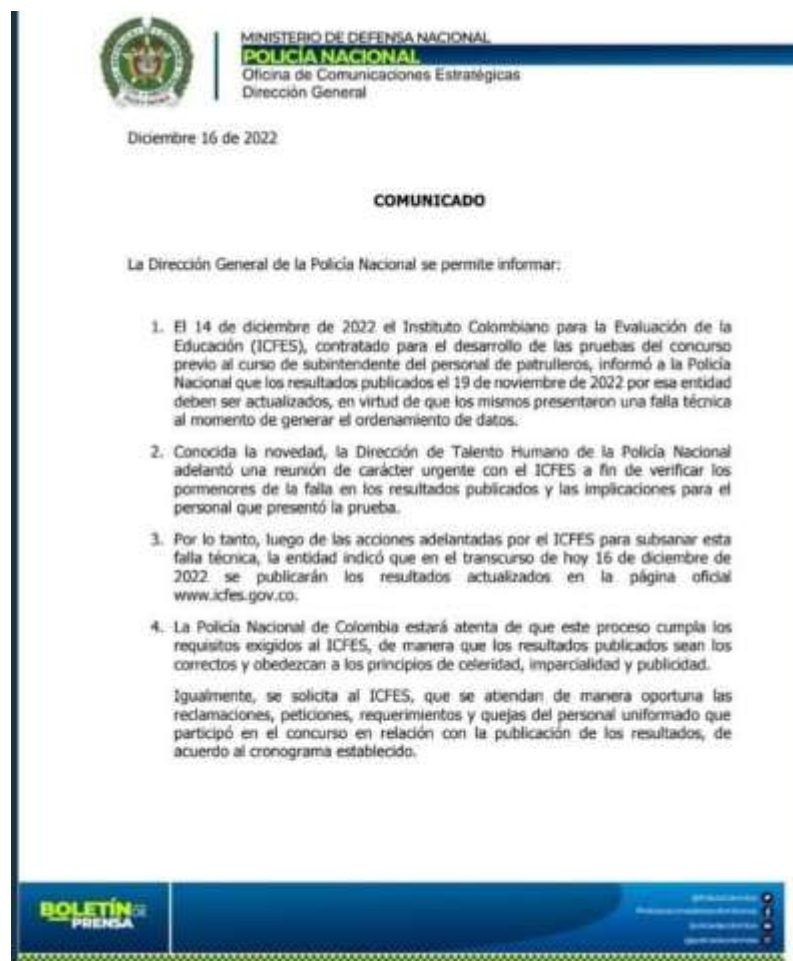 MINISTERIO DE DEFENSA NACIONAL
POLICÍA NACIONAL
Oficina de Comunicaciones Estratégicas
Dirección General
Diciembre 16 de 2022
COMUNICADO
La Dirección General de la Policía Nacional se permite informar:
1. El 14 de diciembre de 2022 el Instituto Colombiano para la Evaluación de la
Educación (ICFES), contratado para el desarrollo de las pruebas del concurso
previo al curso de subintendente del personal de patrulleros, informó a la Policía
Nacional que los resultados publicados el 19 de noviembre de 2022 por esa entidad
deben ser actualizados, en virtud de que los mismos presentaron una falla técnica
al momento de generar el ordenamiento de datos.
2. Conocida la novedad, la Dirección de Talento Humano de la Policía Nacional
adelantó una reunión de carácter urgente con el ICFES a fin de verificar los
pormenores de la falla en los resultados publicados y las implicaciones para el
personal que presentó la prueba.
3. Por lo tanto, luego de las acciones adelantadas por el ICFES para subsanar esta
falla técnica, la entidad indicó que en el transcurso de hoy 16 de diciembre de
2022 se publicarán los resultados actualizados en la página oficial
www.icfes.gov.co.
4. La Policía Nacional de Colombia estará atenta de que este proceso cumpla los
requisitos exigidos al ICFES, de manera que los resultados publicados sean los
correctos y obedezcan a los principios de celeridad, imparcialidad y publicidad.
Igualmente, se solicita al ICFES, que se atiendan de manera oportuna las
reclamaciones, peticiones, requerimientos y quejas del personal uniformado que
participó en el concurso en relación con la publicación de los resultados, de
acuerdo al cronograma establecido.
BOLETÍN DE
PRENSA